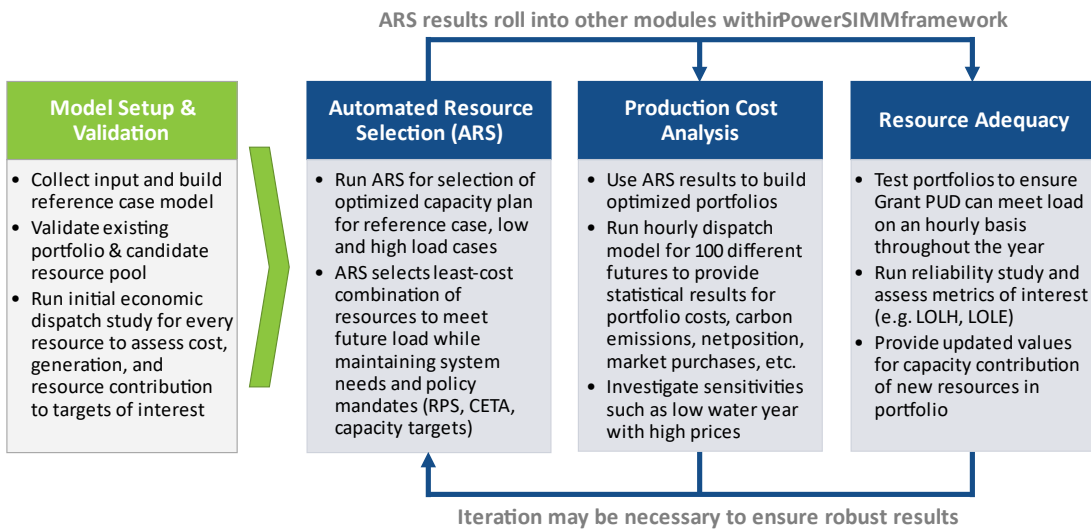 ARS results roll into other modules withinPowerSIMMframework
Model Setup &
Validation
• Collect input and build
reference case model
• Validate existing
portfolio & candidate
resource pool
• Run initial economic
dispatch study for every
resource to assess cost,
generation, and
resource contribution
to targets of interest
Automated Resource
Selection (ARS)
• Run ARS for selection of
optimized capacity plan
for reference case, low
and high load cases
• ARS selects least-cost
combination of
resources to meet
future load while
maintaining system
needs and policy
mandates (RPS, CETA,
capacity targets)
Production Cost
Analysis
• Use ARS results to build
optimized portfolios
• Run hourly dispatch
model for 100 different
futures to provide
statistical results for
portfolio costs, carbon
emissions, netposition,
market purchases, etc.
• Investigate sensitivities
such as low water year
with high prices
Resource Adequacy
• Test portfolios to ensure
Grant PUD can meet load
on an hourly basis
throughout the year
• Run reliability study and
assess metrics of interest
(e.g. LOLH, LOLE)
• Provide updated values
for capacity contribution
of new resources in
portfolio
Iteration may be necessary to ensure robust results